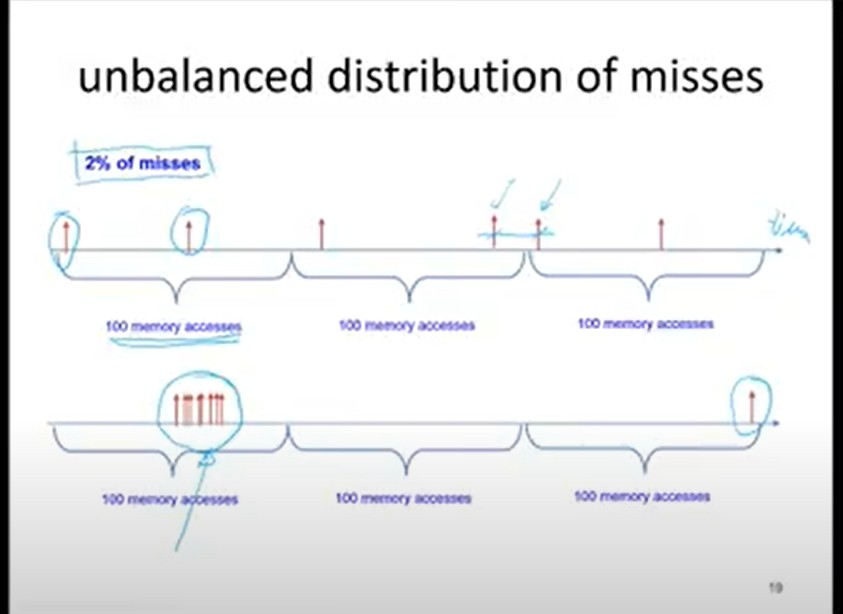 unbalanced distribution of misses
2% of misses
time
100 memory accesses 100 memory accesses 100 memory accesses
100 memory accesses 100 memory accesses 100 memory accesses
19